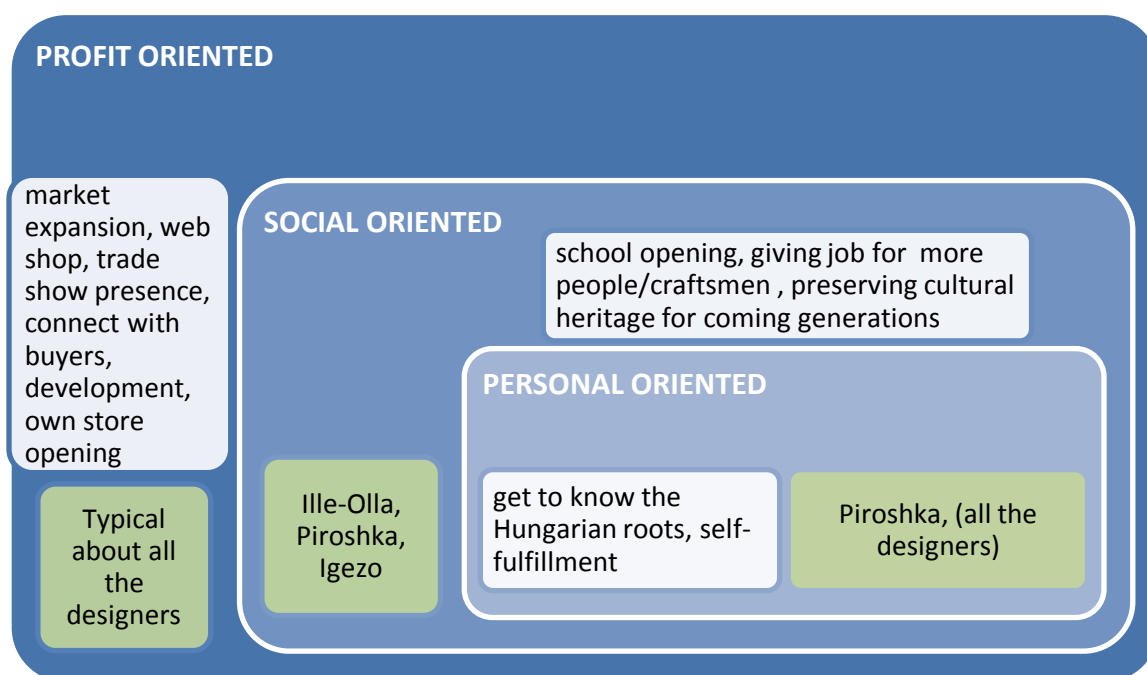 PROFIT ORIENTED
market
expansion, web
shop, trade
show presence,
connect with
buyers,
development,
own store
opening
Typical
about all
the
designers
SOCIAL ORIENTED
school opening, giving job for  more
people/craftsmen , preserving cultural
heritage for coming generations
Ille-Olla,
Piroshka,
Igezo
PERSONAL ORIENTED
get to know the
Hungarian roots, self-
fulfillment
Piroshka, (all the
designers)